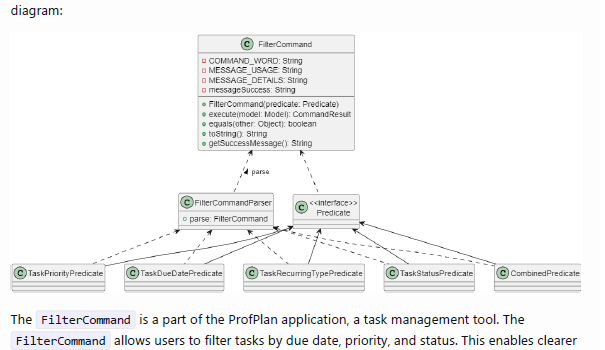 diagram:
C FilterCommand
COMMAND_WORD: String
MESSAGE_USAGE: String
MESSAGE_DETAILS: String
messageSuccess: String
FilterCommand(predicate: Predicate)
execute(model: Model): CommandResult
equals(other: Object): boolean
toString(): String
getSuccessMessage(): String
parse
C FilterCommandParser
parse: FilterCommand
C <<interface>>
Predicate
C TaskPriorityPredicate
C TaskDueDatePredicate
C TaskRecurringTypePredicate
C TaskStatusPredicate
C CombinedPredicate
The FilterCommand is a part of the ProfPlan application, a task management tool. The
FilterCommand allows users to filter tasks by due date, priority, and status. This enables clearer